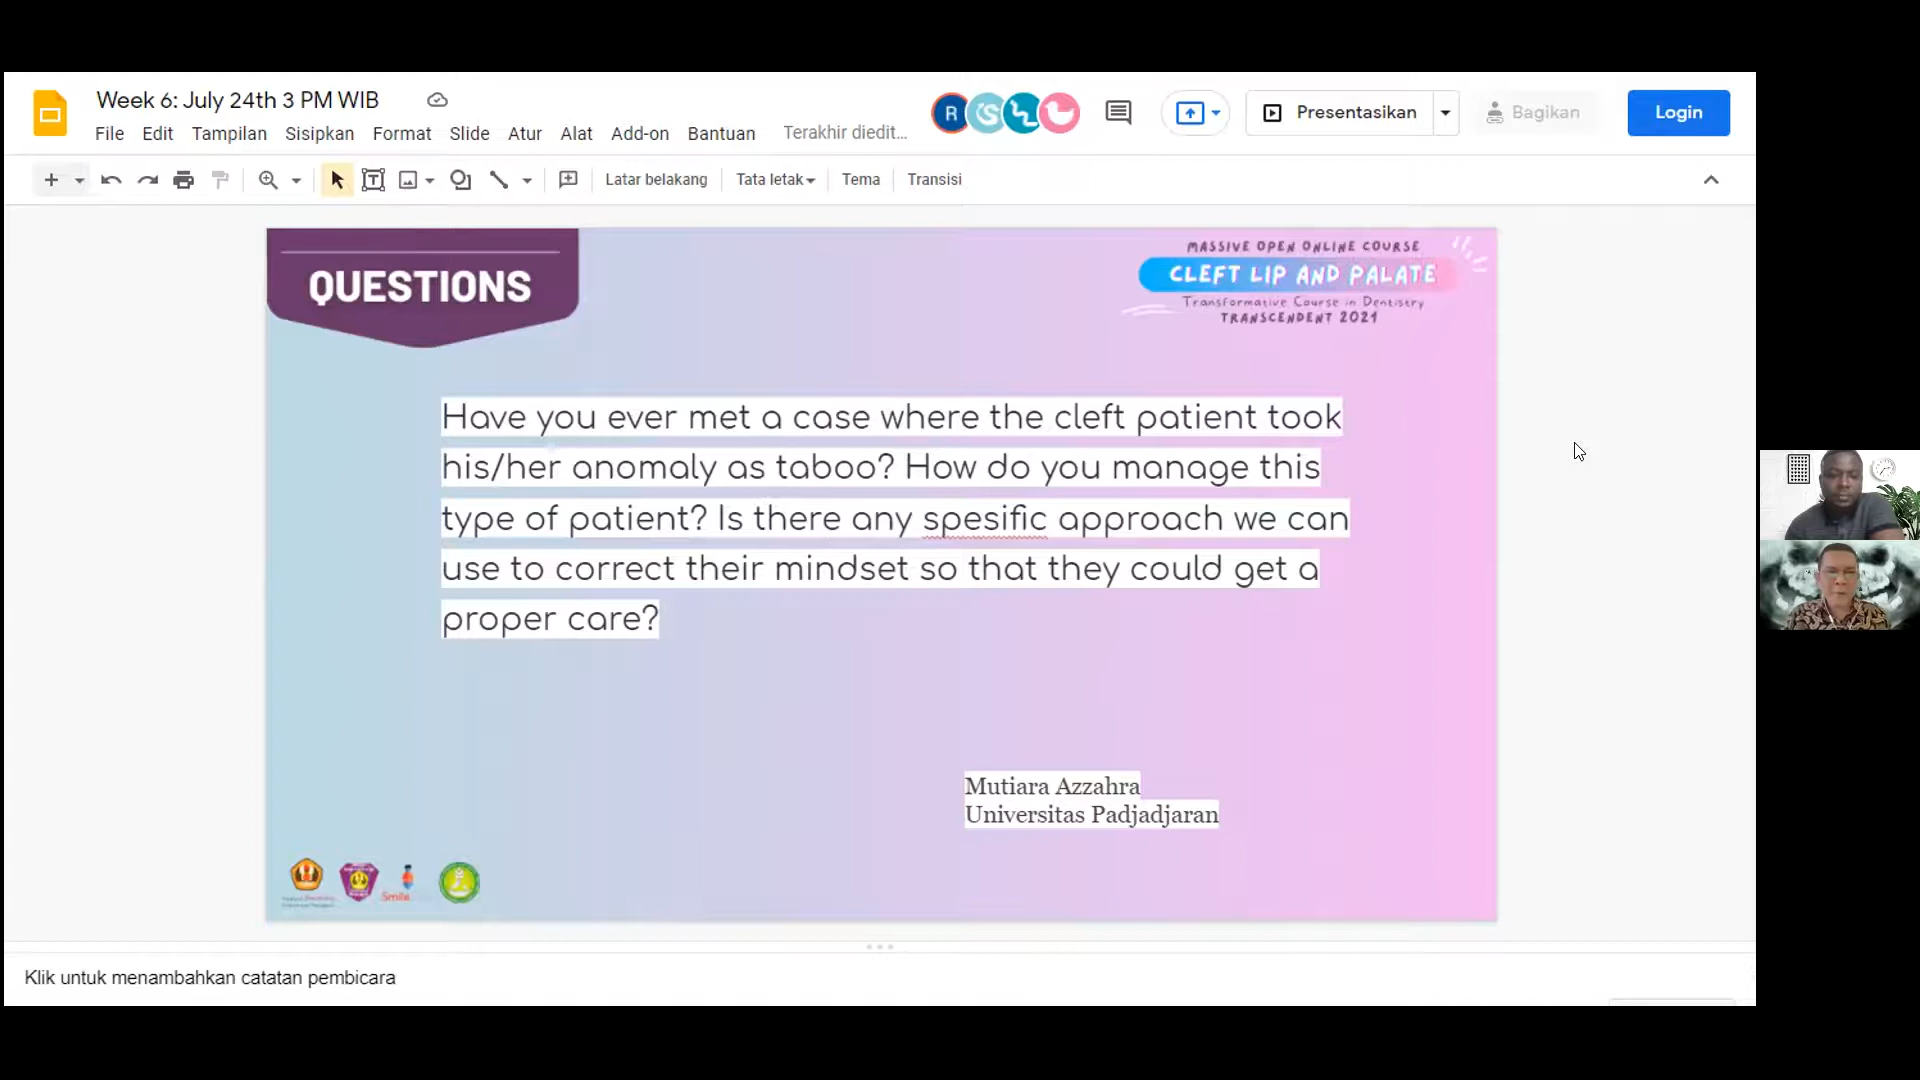 Week 6: July 24th 3 PM WIB
File Edit Tampilan Sisipkan Format Slide Atur Alat Add-on Bantuan Terakhir diedit...
R
Presentasikan
Bagikan
Login
Latar belakang Tata letak Tema Transisi
QUESTIONS
MASSIVE OPEN ONLINE COURSE
CLEFT LIP AND PALATE
Transformative Course in Dentistry
TRANSCENDENT 2021
Have you ever met a case where the cleft patient took
his/her anomaly as taboo? How do you manage this
type of patient? Is there any spesific approach we can
use to correct their mindset so that they could get a
proper care?
Mutiara Azzahra
Universitas Padjadjaran
Smile
Klik untuk menambahkan catatan pembicara